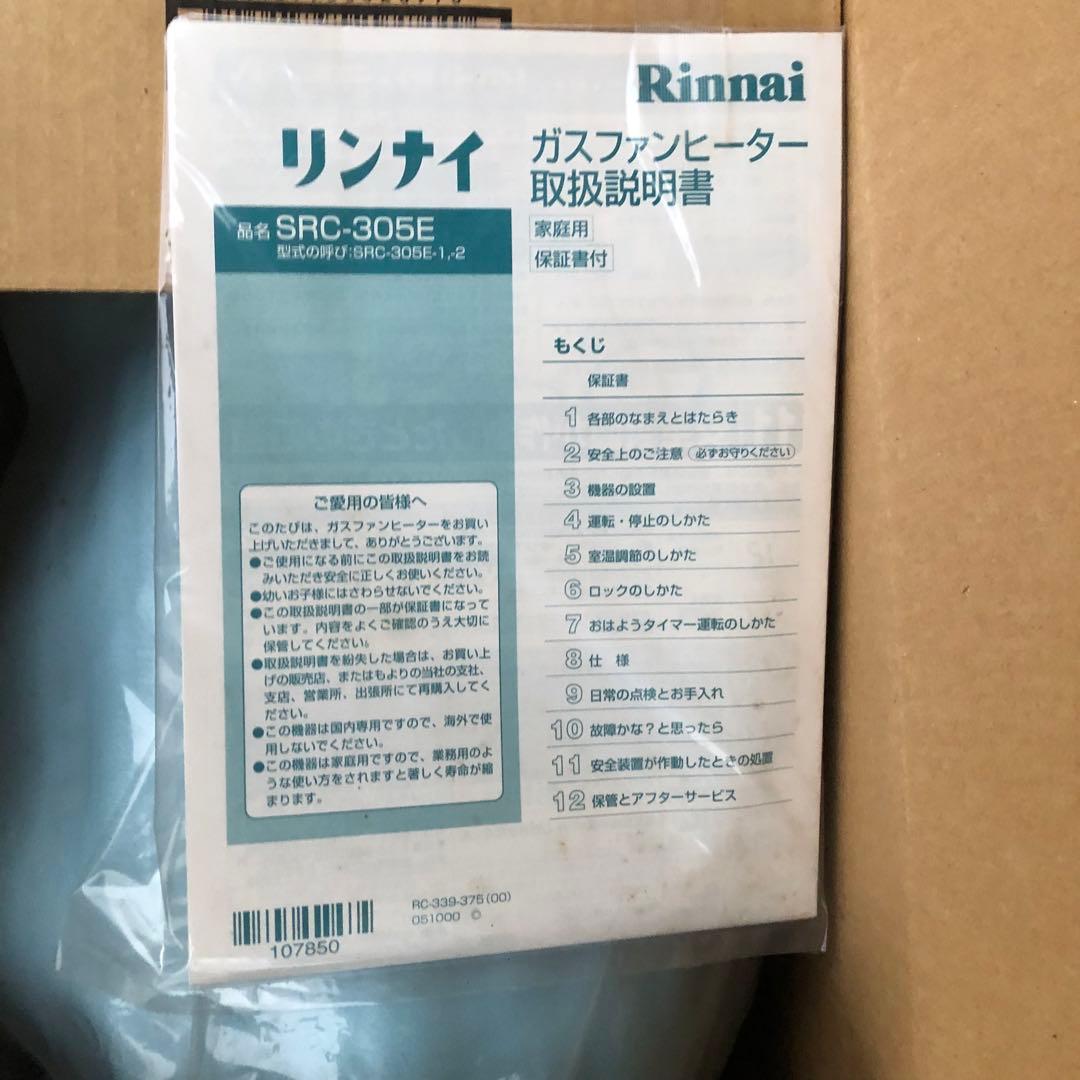 Rinnai
リンナイ
ガスファンヒーター
取扱説明書
品名 SRC-305E
型式の呼び:SRC-305E-1,-2
家庭用
保証書付
もくじ
保証書
1 各部のなまえとはたらき
2 安全上のご注意 必ずお守りください
3 機器の設置
4 運転・停止のしかた
5 室温調節のしかた
6 ロックのしかた
7 おはようタイマー運転のしかた
8 仕 様
9 日常の点検とお手入れ
10 故障かな?と思ったら
11 安全装置が作動したときの処置
12 保管とアフターサービス
ご愛用の皆様へ
このたびは、ガスファンヒーターをお買い
上げいただきまして、ありがとうございます。
●ご使用になる前にこの取扱説明書をお読
みいただき安全に正しくお使いください。
●幼いお子様にはさわらせないでください。
●この取扱説明書の一部が保証書になって
います。内容をよくご確認のうえ大切に
保管してください。
●取扱説明書を紛失した場合は、お買い上
げの販売店、またはもよりの当社の支社、
支店、営業所、出張所にて再購入してく
ださい。
●この機器は国内専用ですので、海外で使
用しないでください。
●この機器は家庭用ですので、業務用のよ
うな使い方をされますと著しく寿命が縮
まります。
RC-339-375(00)
051000 ©
107850